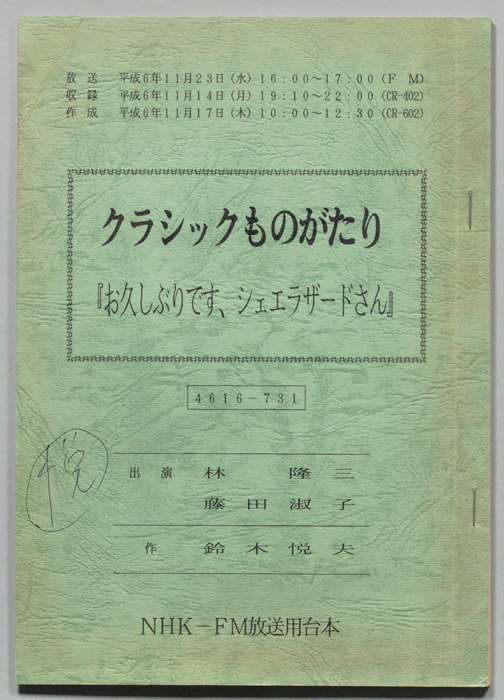 放送 平成6年11月23日(水) 16:00〜17:00(FM)
収録 平成6年11月14日(月) 19:10〜22:00(CR-402)
作成 平成6年11月17日(木) 10:00〜12:30(CR-602)
クラシックものがたり
『お久しぶりです、シェエラザードさん』
4616-731
出演 林 隆三
藤田淑子
作 鈴木悦夫
NHK-FM放送用台本